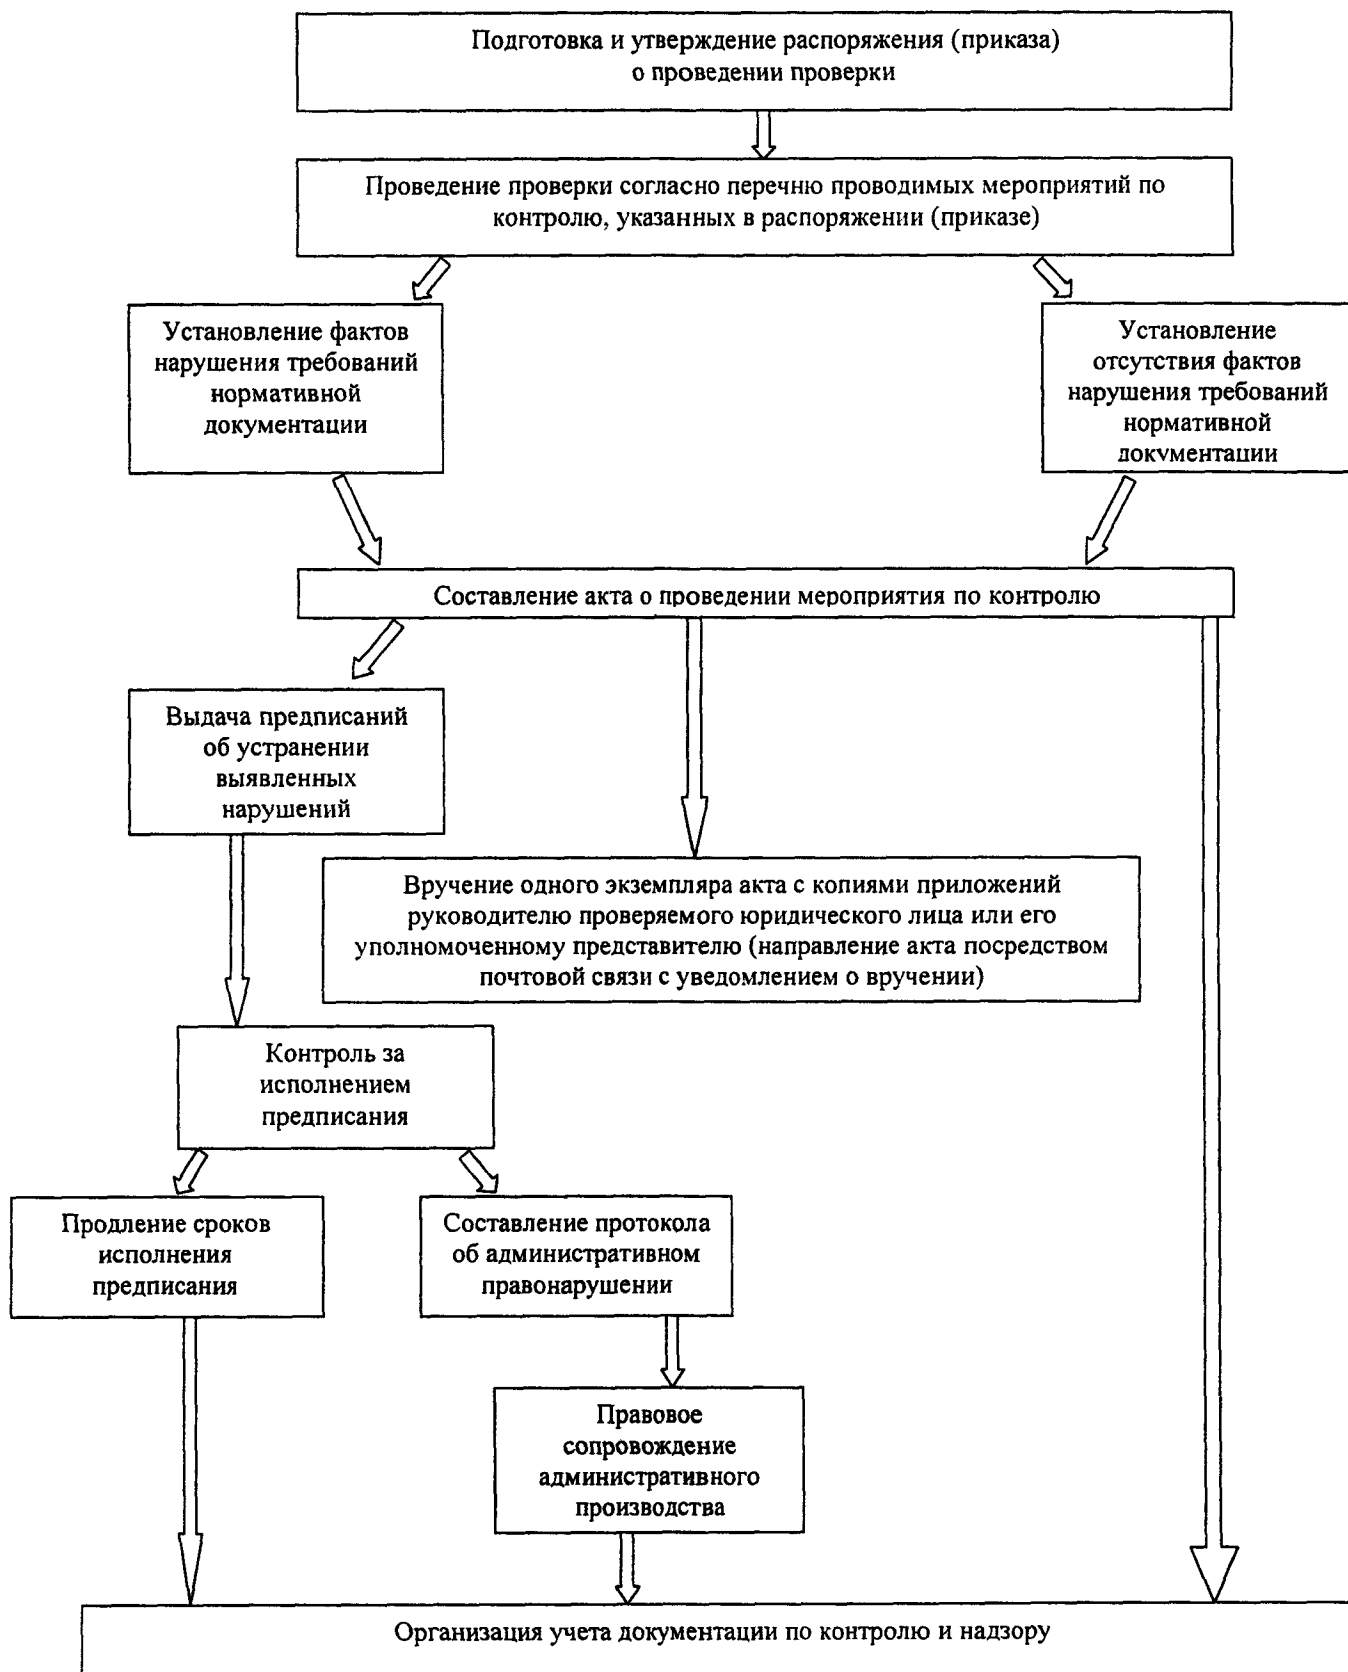 Подготовка и утверждение распоряжения (приказа)
о проведении проверки
Проведение проверки согласно перечню проводимых мероприятий по
контролю, указанных в распоряжении (приказе)
Установление фактов
нарушения требований
нормативной
документации
Установление
отсутствия фактов
нарушения требований
нормативной
документации
Составление акта о проведении мероприятия по контролю
Выдача предписаний
об устранении
выявленных
нарушений
Вручение одного экземпляра акта с копиями приложений
руководителю проверяемого юридического лица или его
уполномоченному представителю (направление акта посредством
почтовой связи с уведомлением о вручении)
Контроль за
исполнением
предписания
Продление сроков
исполнения
предписания
Составление протокола
об административном
правонарушении
Правовое
сопровождение
административного
производства
Организация учета документации по контролю и надзору